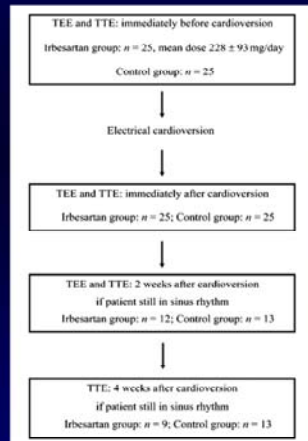 TEE and TTE: immediately before cardioversion
Irbesartan group: n = 25, mean dose 228 ± 93 mg/day
Control group: n = 25
Electrical cardioversion
TEE and TTE: immediately after cardioversion
Irbesartan group: n = 25; Control group: n = 25
TEE and TTE: 2 weeks after cardioversion
if patient still in sinus rhythm
Irbesartan group: n = 12; Control group: n = 13
TTE: 4 weeks after cardioversion
if patient still in sinus rhythm
Irbesartan group: n = 9; Control group: n = 13